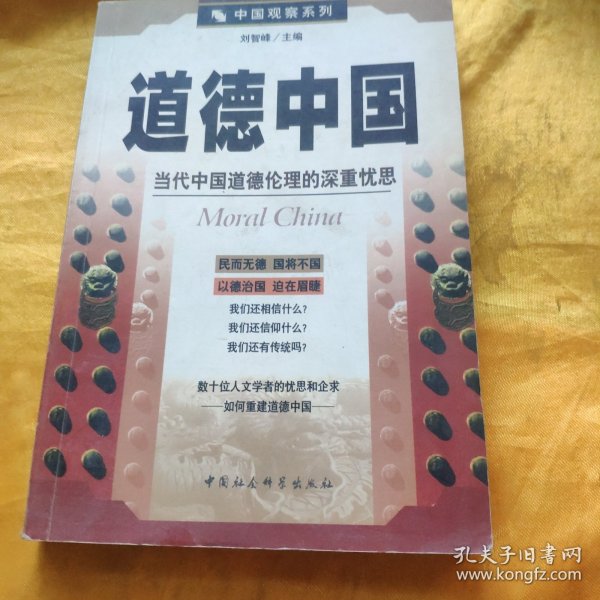 中国观察系列
刘智峰/主编
道德中国
当代中国道德伦理的深重忧思
Moral China
民而无德 国将不国
以德治国 迫在眉睫
我们还相信什么?
我们还信仰什么?
我们还有传统吗?
数十位人文学者的忧思和企求
——如何重建道德中国——
中国社会科学出版社
孔夫子旧书网
www.kongfz.com